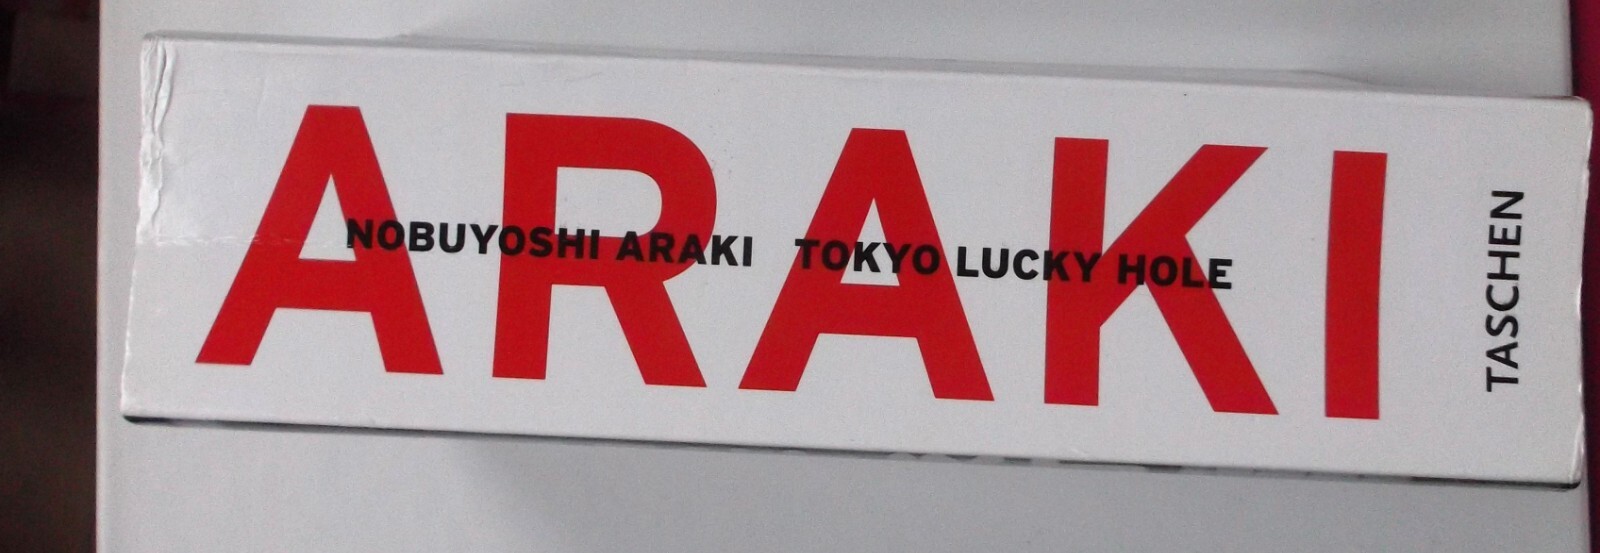 ARAKI
NOBUYOSHI ARAKI TOKYO LUCKY HOLE
TASCHEN